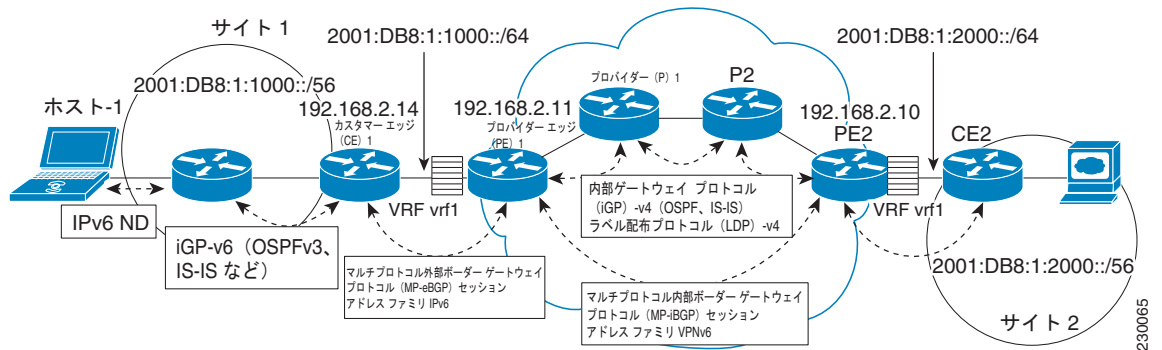 サイト 1
2001:DB8:1:1000::/64
2001:DB8:1:2000::/64
2001:DB8:1:1000::/56
プロバイダー（P）1
P2
ホスト-1
192.168.2.14
カスタマー エッジ
（CE）1
192.168.2.11
プロバイダー エッジ
（PE）1
192.168.2.10
PE2
CE2
IPv6 ND
VRF vrf1
内部ゲートウェイ プロトコル
（iGP）-v4（OSPF、IS-IS）
ラベル配布プロトコル（LDP）-v4
VRF vrf1
iGP-v6（OSPFv3、
IS-IS など）
マルチプロトコル外部ボーダー ゲートウェイ
プロトコル（MP-eBGP）セッション
アドレス ファミリ IPv6
マルチプロトコル内部ボーダー ゲートウェイ
プロトコル（MP-iBGP）セッション
アドレス ファミリ VPNv6
2001:DB8:1:2000::/56
サイト 2
230065